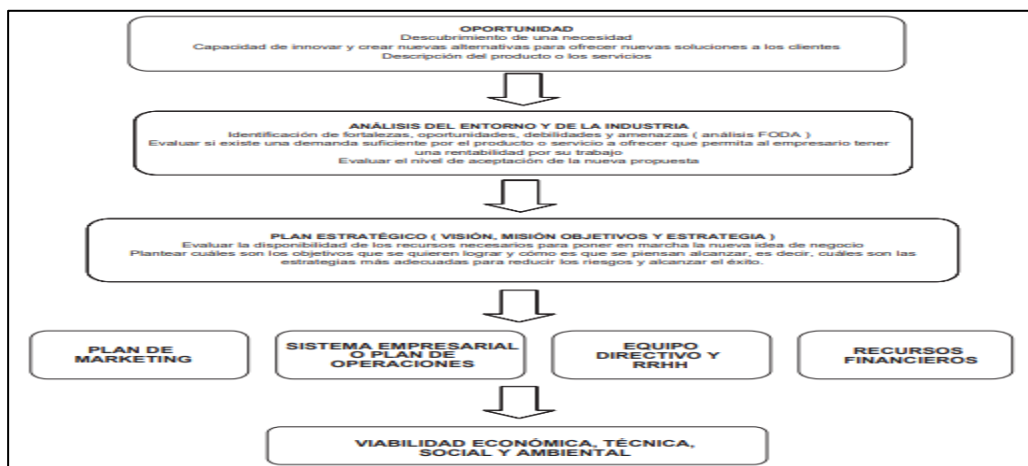 OPORTUNIDAD
Descubrimiento de una necesidad
Capacidad de innovar y crear nuevas alternativas para ofrecer nuevas soluciones a los clientes
Descripción del producto o los servicios
ANÁLISIS DEL ENTORNO Y DE LA INDUSTRIA
Identificación de fortalezas, oportunidades, debilidades y amenazas ( análisis FODA )
Evaluar si existe una demanda suficiente por el producto o servicio a ofrecer que permita al empresario tener
una rentabilidad por su trabajo
Evaluar el nivel de aceptación de la nueva propuesta
PLAN ESTRATÉGICO ( VISIÓN, MISIÓN OBJETIVOS Y ESTRATEGIA )
Evaluar la disponibilidad de los recursos necesarios para poner en marcha la nueva idea de negocio
Plantear cuáles son los objetivos que se quieren lograr y cómo es que se piensan alcanzar, es decir, cuáles son las
estrategias más adecuadas para reducir los riesgos y alcanzar el éxito.
PLAN DE
MARKETING
SISTEMA EMPRESARIAL
O PLAN DE
OPERACIONES
EQUIPO
DIRECTIVO Y
RRHH
RECURSOS
FINANCIEROS
VIABILIDAD ECONÓMICA, TÉCNICA,
SOCIAL Y AMBIENTAL